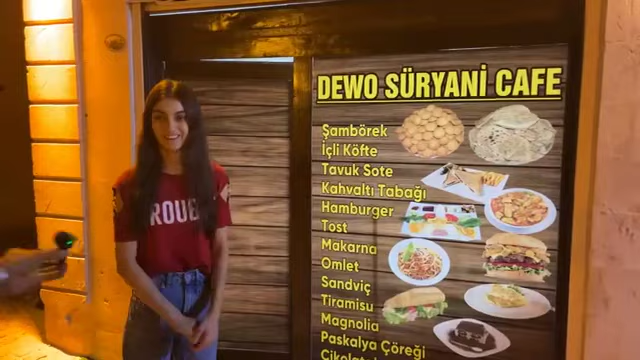 DEWO SÜRYANİ CAFE
Şambörek
İçli Köfte
Tavuk Sote
Kahvaltı Tabağı
Hamburger
Tost
Makarna
Omlet
Sandviç
Tiramisu
Magnolia
Paskalya Çöreği
ROUGE